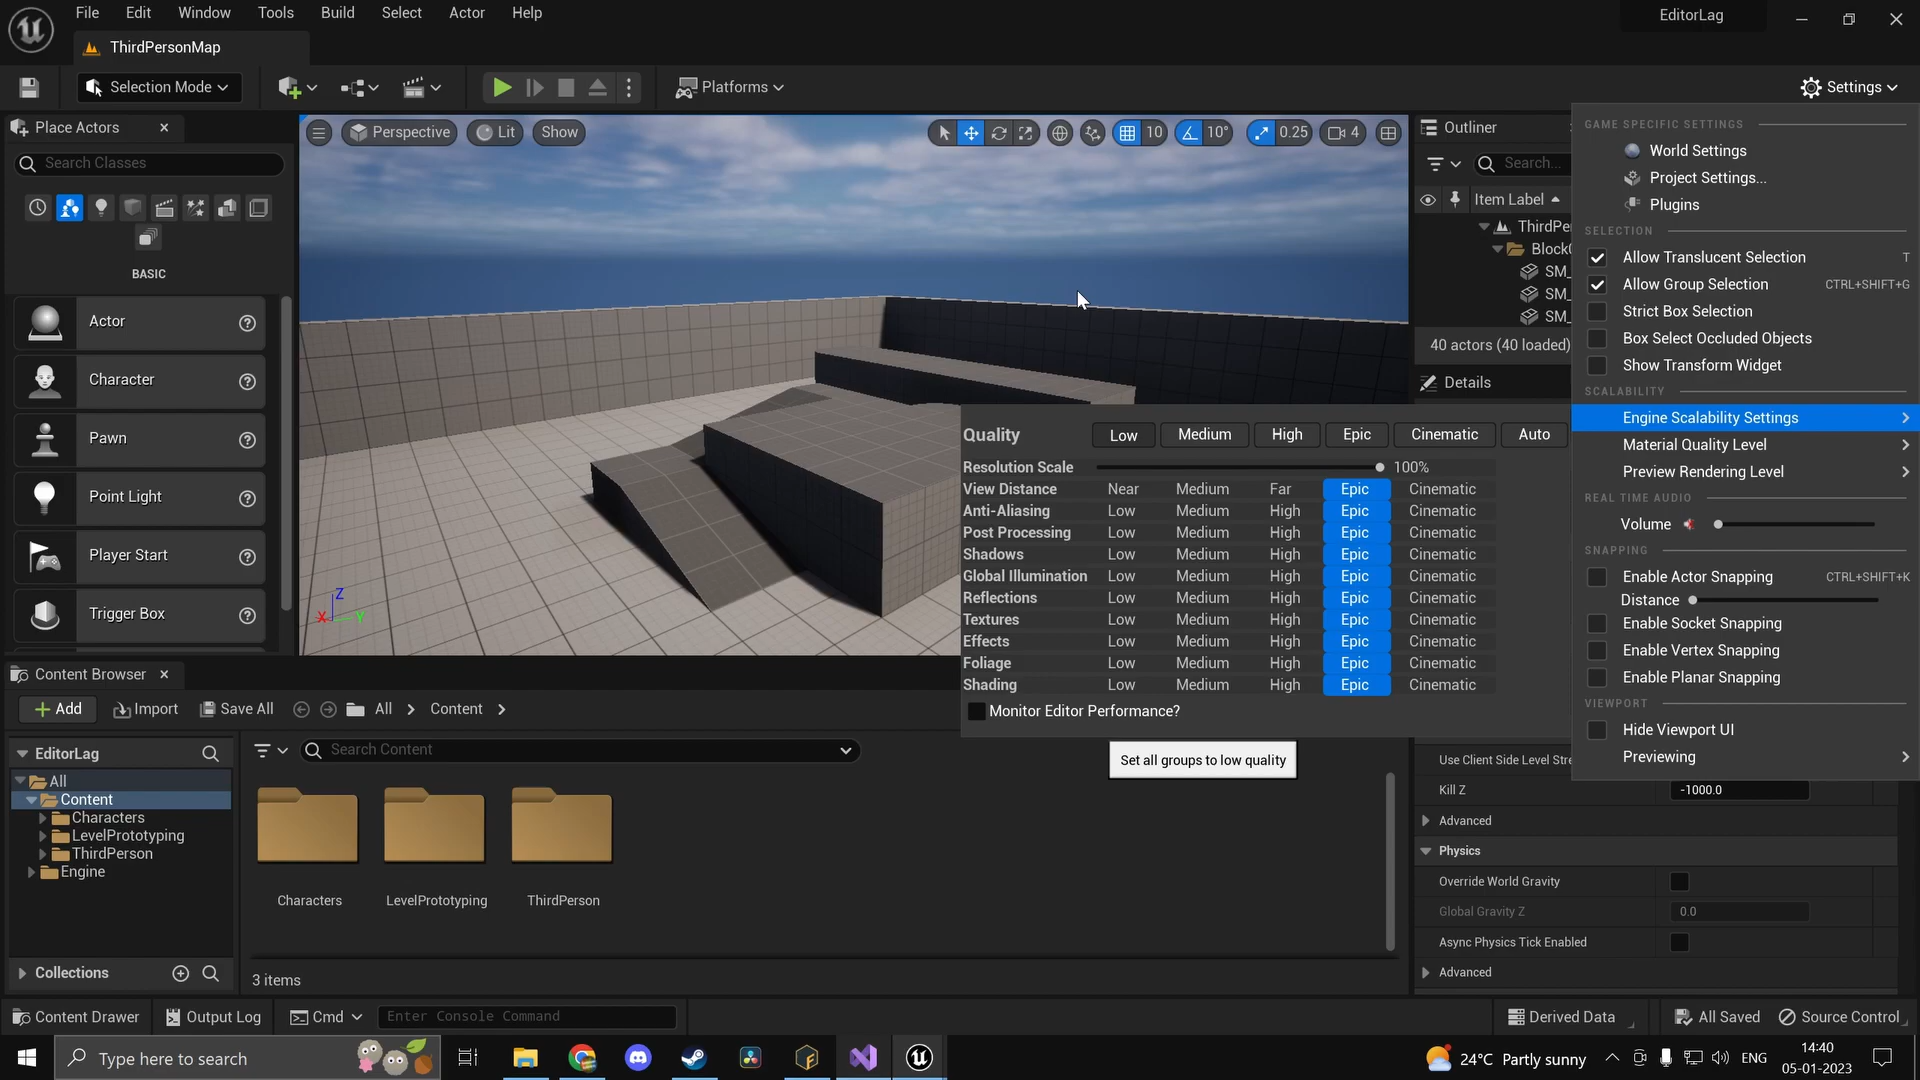 File Edit Window Tools Build Select Actor Help
EditorLag
ThirdPersonMap
Selection Mode
Platforms
Settings
Place Actors
Search Classes
BASIC
Actor
Character
Pawn
Point Light
Player Start
Trigger Box
Perspective
Lit
Show
10
10°
0.25
4
Z
X
Y
Outliner
Search...
Item Label
ThirdPe
Block
SM_
SM_
SM_
40 actors (40 loaded)
Details
GAME SPECIFIC SETTINGS
World Settings
Project Settings...
Plugins
SELECTION
Allow Translucent Selection T
Allow Group Selection CTRL+SHIFT+G
Strict Box Selection
Box Select Occluded Objects
Show Transform Widget
SCALABILITY
Engine Scalability Settings
Material Quality Level
Preview Rendering Level
REAL TIME AUDIO
Volume
SNAPPING
Enable Actor Snapping CTRL+SHIFT+K
Distance
Enable Socket Snapping
Enable Vertex Snapping
Enable Planar Snapping
VIEWPORT
Hide Viewport UI
Previewing
Quality Low Medium High Epic Cinematic Auto
Resolution Scale 100%
View Distance Near Medium Far Epic Cinematic
Anti-Aliasing Low Medium High Epic Cinematic
Post Processing Low Medium High Epic Cinematic
Shadows Low Medium High Epic Cinematic
Global Illumination Low Medium High Epic Cinematic
Reflections Low Medium High Epic Cinematic
Textures Low Medium High Epic Cinematic
Effects Low Medium High Epic Cinematic
Foliage Low Medium High Epic Cinematic
Shading Low Medium High Epic Cinematic
Monitor Editor Performance?
Set all groups to low quality
Content Browser
Add Import Save All All Content
EditorLag
Search Content
All
Content
Characters
LevelPrototyping
ThirdPerson
Engine
Collections
Characters
LevelPrototyping
ThirdPerson
3 items
Use Client Side Level Stre
Kill Z -1000.0
Advanced
Physics
Override World Gravity
Global Gravity Z 0.0
Async Physics Tick Enabled
Advanced
Content Drawer Output Log Cmd Enter Console Command
Derived Data All Saved Source Control
Type here to search
24°C Partly sunny
ENG
14:40
05-01-2023